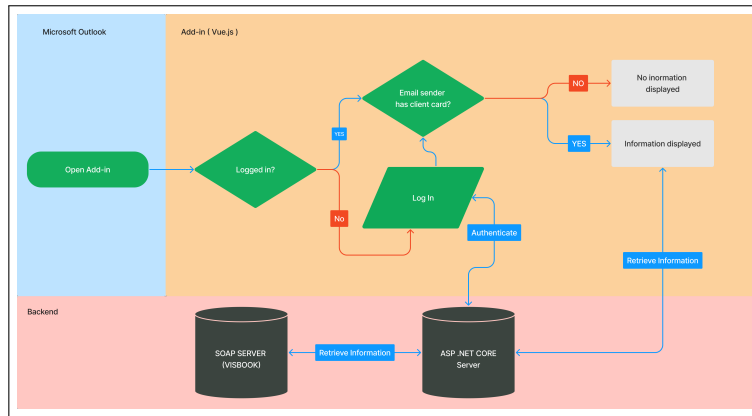 Microsoft Outlook
Add-in ( Vue.js )
Email sender
has client card?
NO
No inormation
displayed
YES
YES
Information displayed
Open Add-in
Logged in?
Log In
No
Authenticate
Retrieve Information
Backend
SOAP SERVER
(VISBOOK)
Retrieve Information
ASP .NET CORE
Server